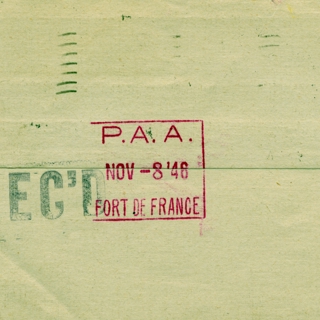 P.A.A.
NOV -8 '46
EC'D
FORT DE FRANCE